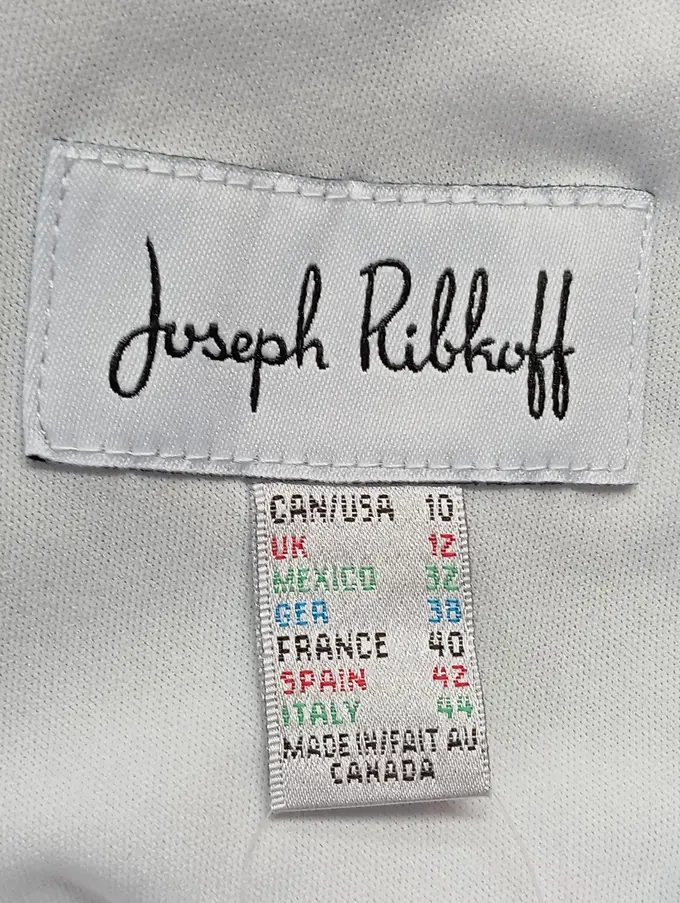 Joseph Ribkoff
CAN/USA 10
UK 12
MEXICO 32
GER 38
FRANCE 40
SPAIN 42
ITALY 44
MADE IN/FAIT AU
CANADA